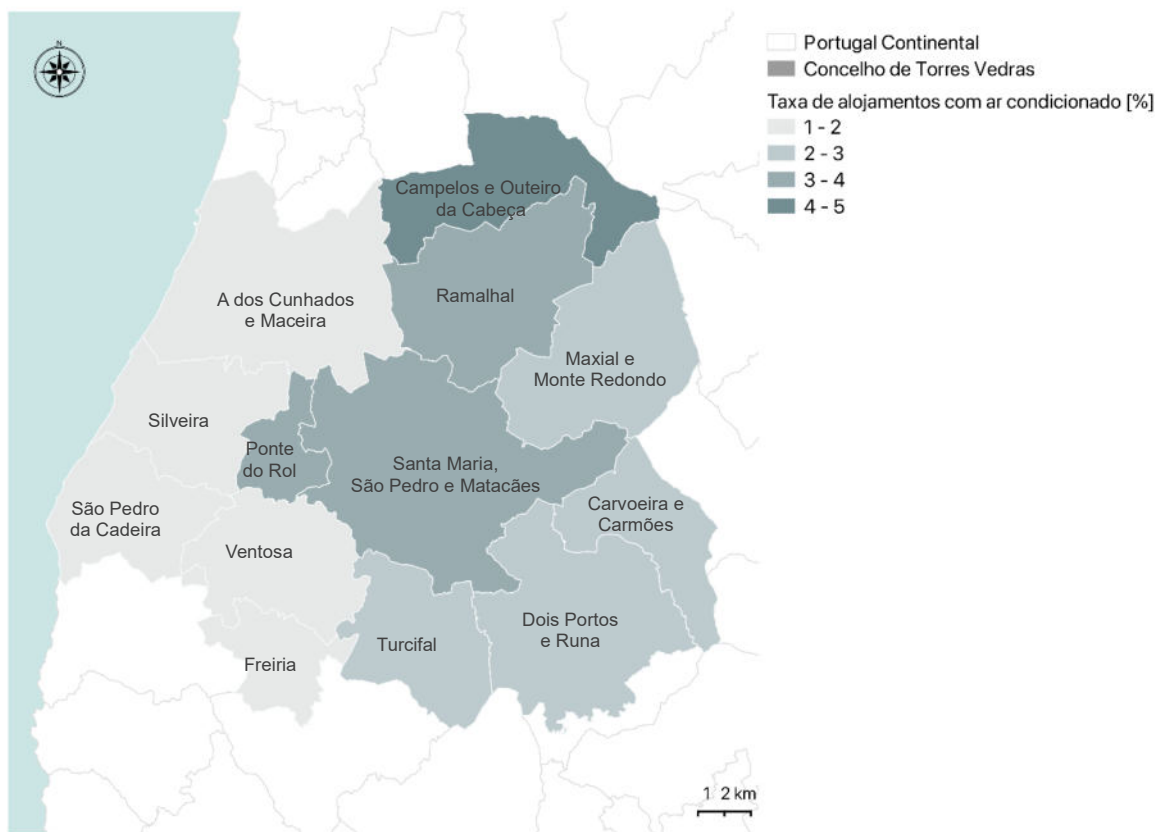 N
Portugal Continental
Concelho de Torres Vedras
Taxa de alojamentos com ar condicionado [%]
1 - 2
2 - 3
3 - 4
4 - 5
Campelos e Outeiro
da Cabeça
Ramalhal
A dos Cunhados
e Maceira
Maxial e
Monte Redondo
Silveira
Ponte
do Rol
Santa Maria,
São Pedro e Matacães
São Pedro
da Cadeira
Carvoeira e
Carmões
Ventosa
Dois Portos
e Runa
Turcifal
Freiria
1 2 km